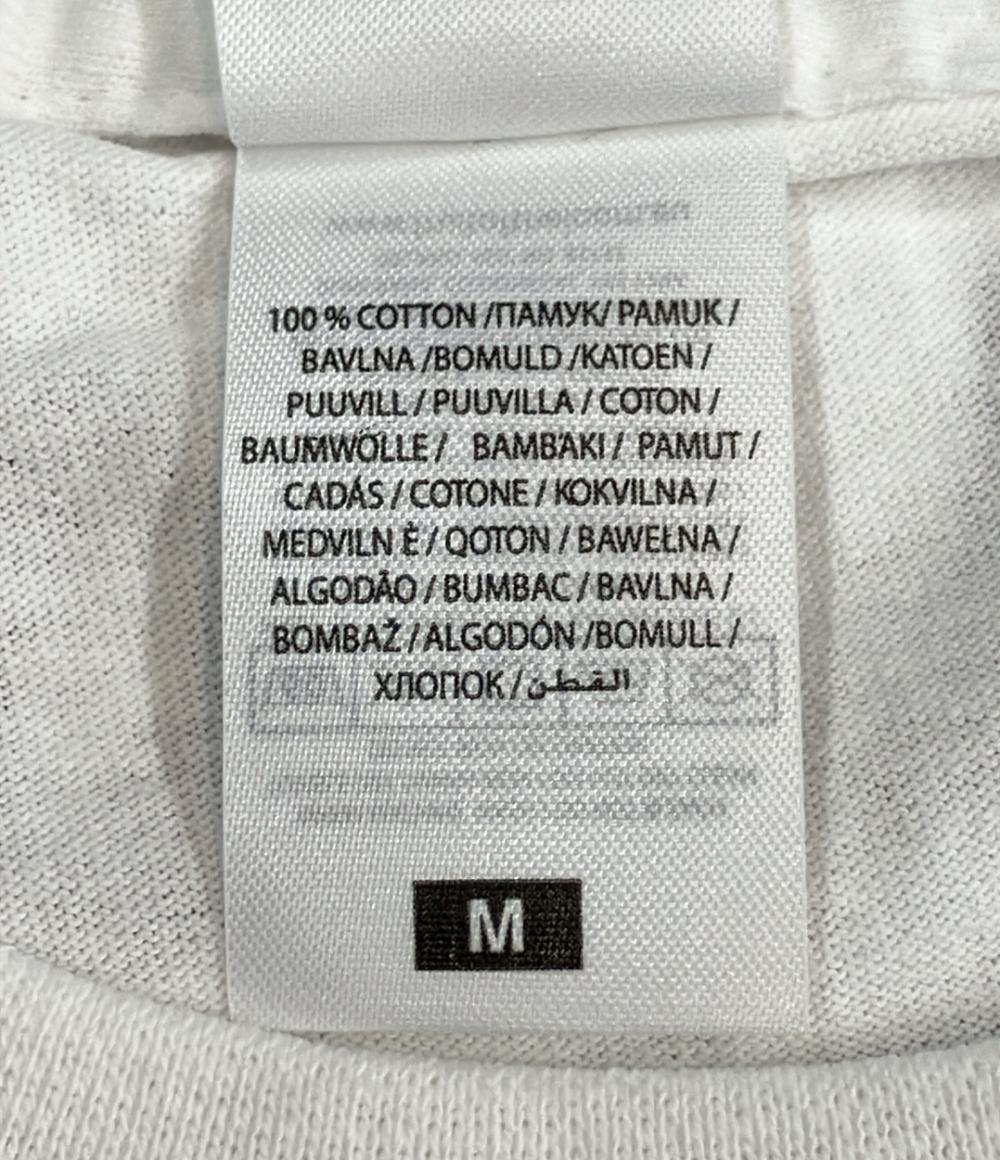 100 % COTTON /ПАМУК/ PAMUK /
BAVLNA /BOMULD /KATOEN /
PUUVILL / PUUVILLA / COTON /
BAUMWOLLE / BAMBAKI / PAMUT /
CADÁS / COTONE / KOKVILNA /
MEDVILN Ė / QOTON / BAWEŁNA /
ALGODÃO / BUMBAC / BAVLNA /
BOMBAŽ / ALGODÓN /BOMULL /
ХЛОПОК / القطن
M